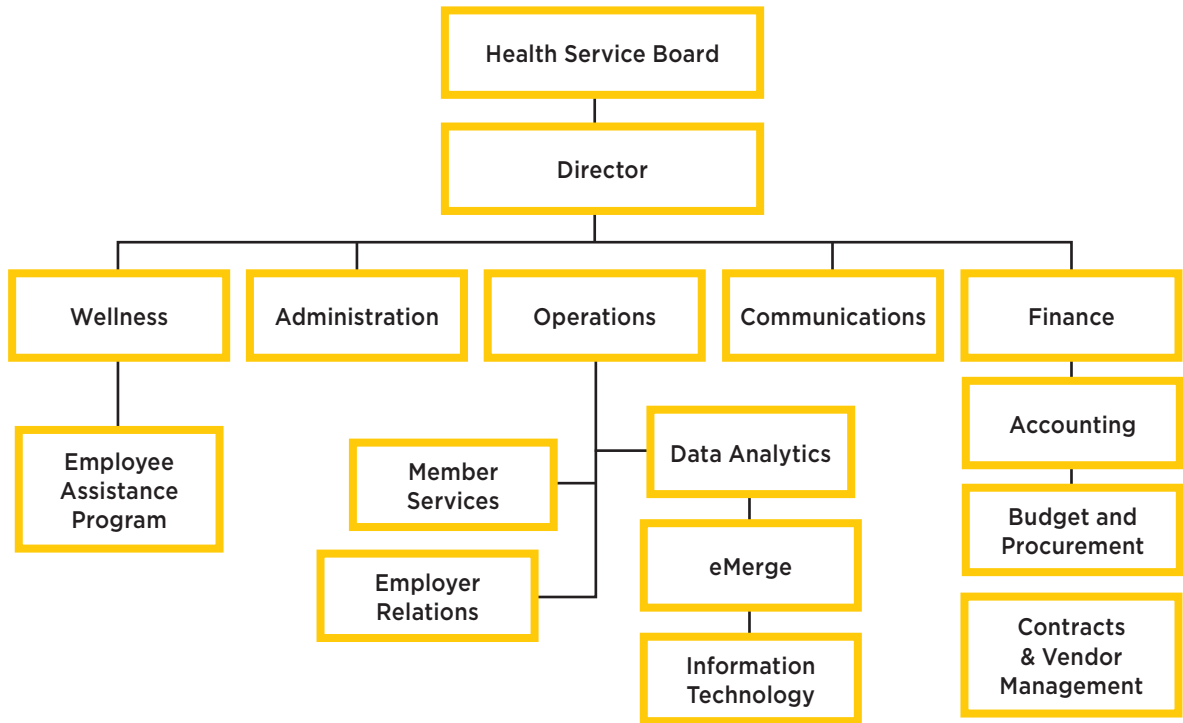 Health Service Board
Director
Wellness
Administration
Operations
Communications
Finance
Employee
Assistance
Program
Member
Services
Employer
Relations
Data Analytics
eMerge
Information
Technology
Accounting
Budget and
Procurement
Contracts
& Vendor
Management